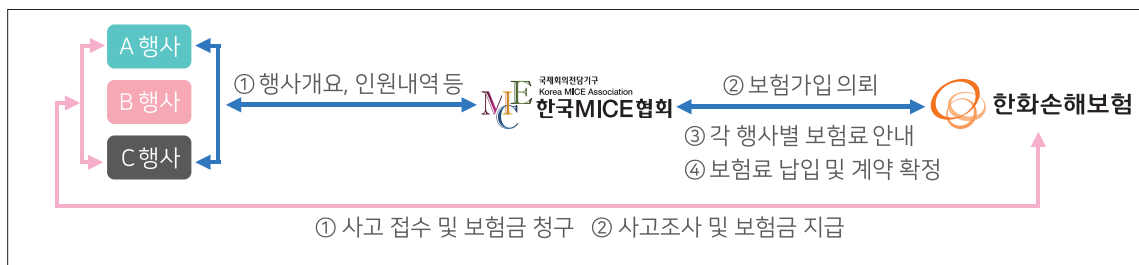 A 행사
B 행사
C 행사
① 행사개요, 인원내역 등
MICE
국제회의전담기구
Korea MICE Association
한국MICE협회
② 보험가입 의뢰
③ 각 행사별 보험료 안내
④ 보험료 납입 및 계약 확정
한화손해보험
① 사고 접수 및 보험금 청구 ② 사고조사 및 보험금 지급